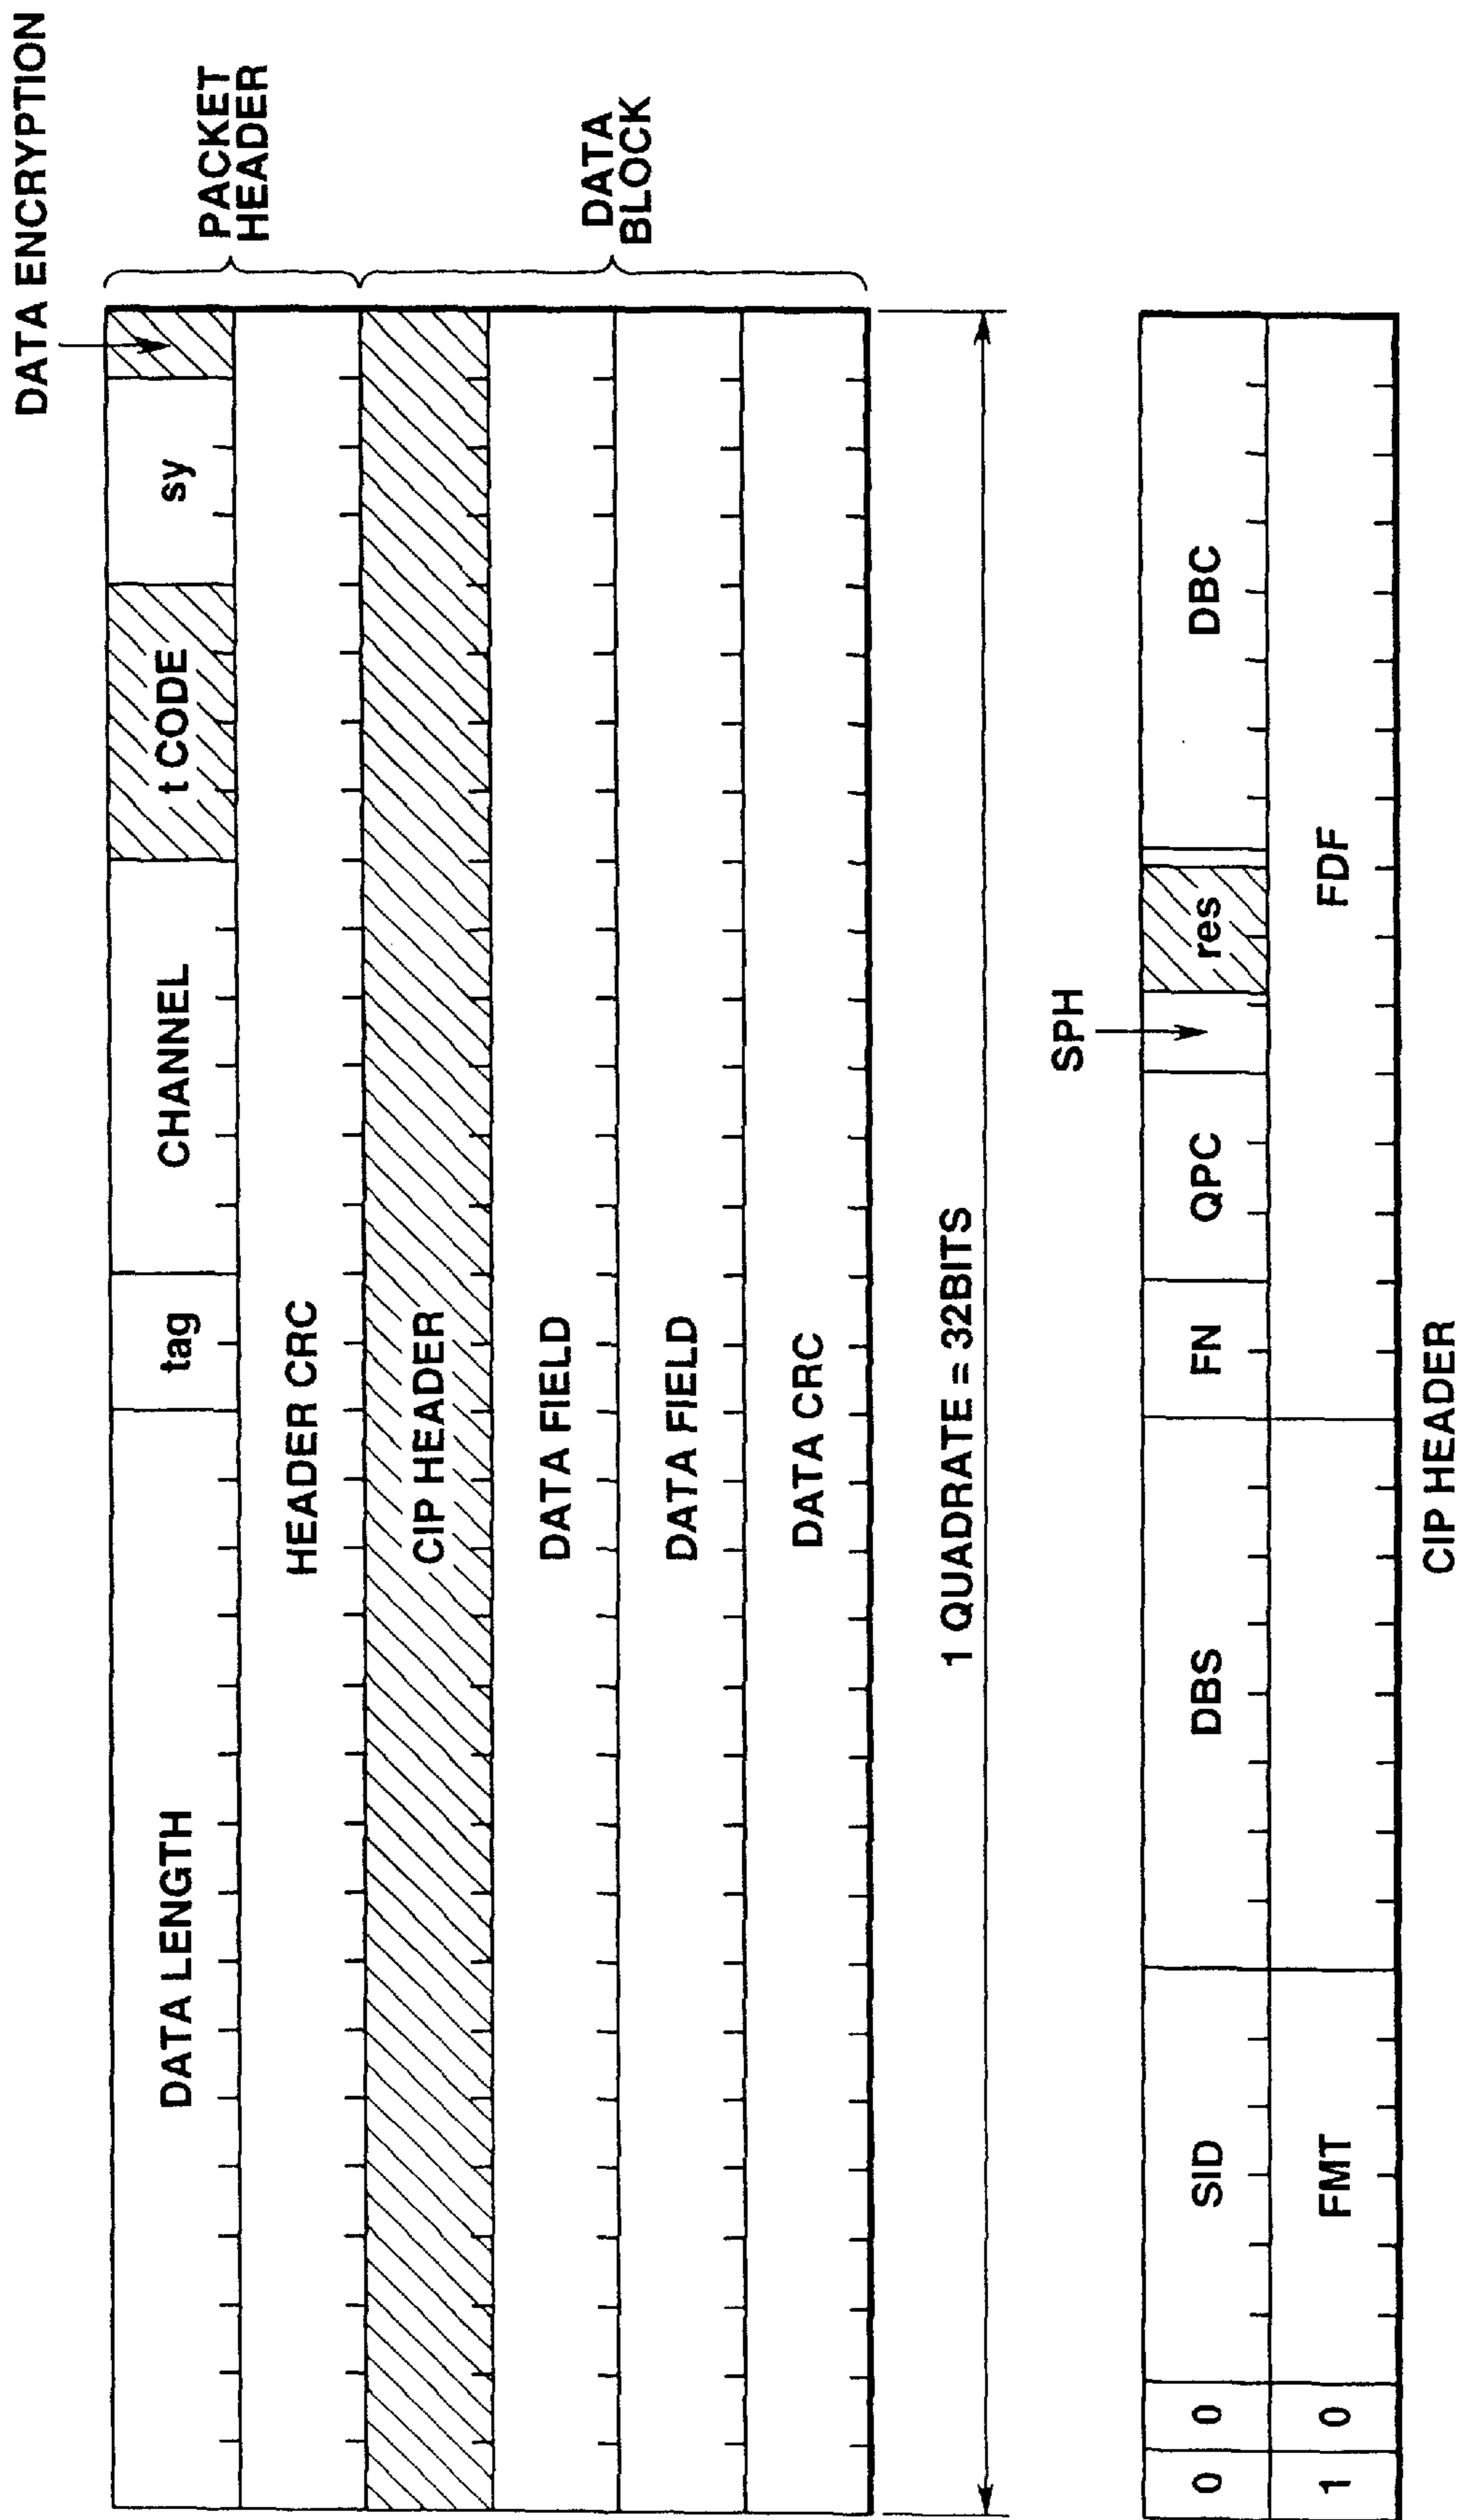 DATA ENCRYPTION
DATA LENGTH tag CHANNEL t CODE sy
PACKET
HEADER
HEADER CRC
CIP HEADER
DATA FIELD
DATA
BLOCK
DATA FIELD
DATA CRC
1 QUADRATE = 32BITS
SPH
0 0 SID DBS FN QPC res DBC
1 0 FMT FDF
CIP HEADER